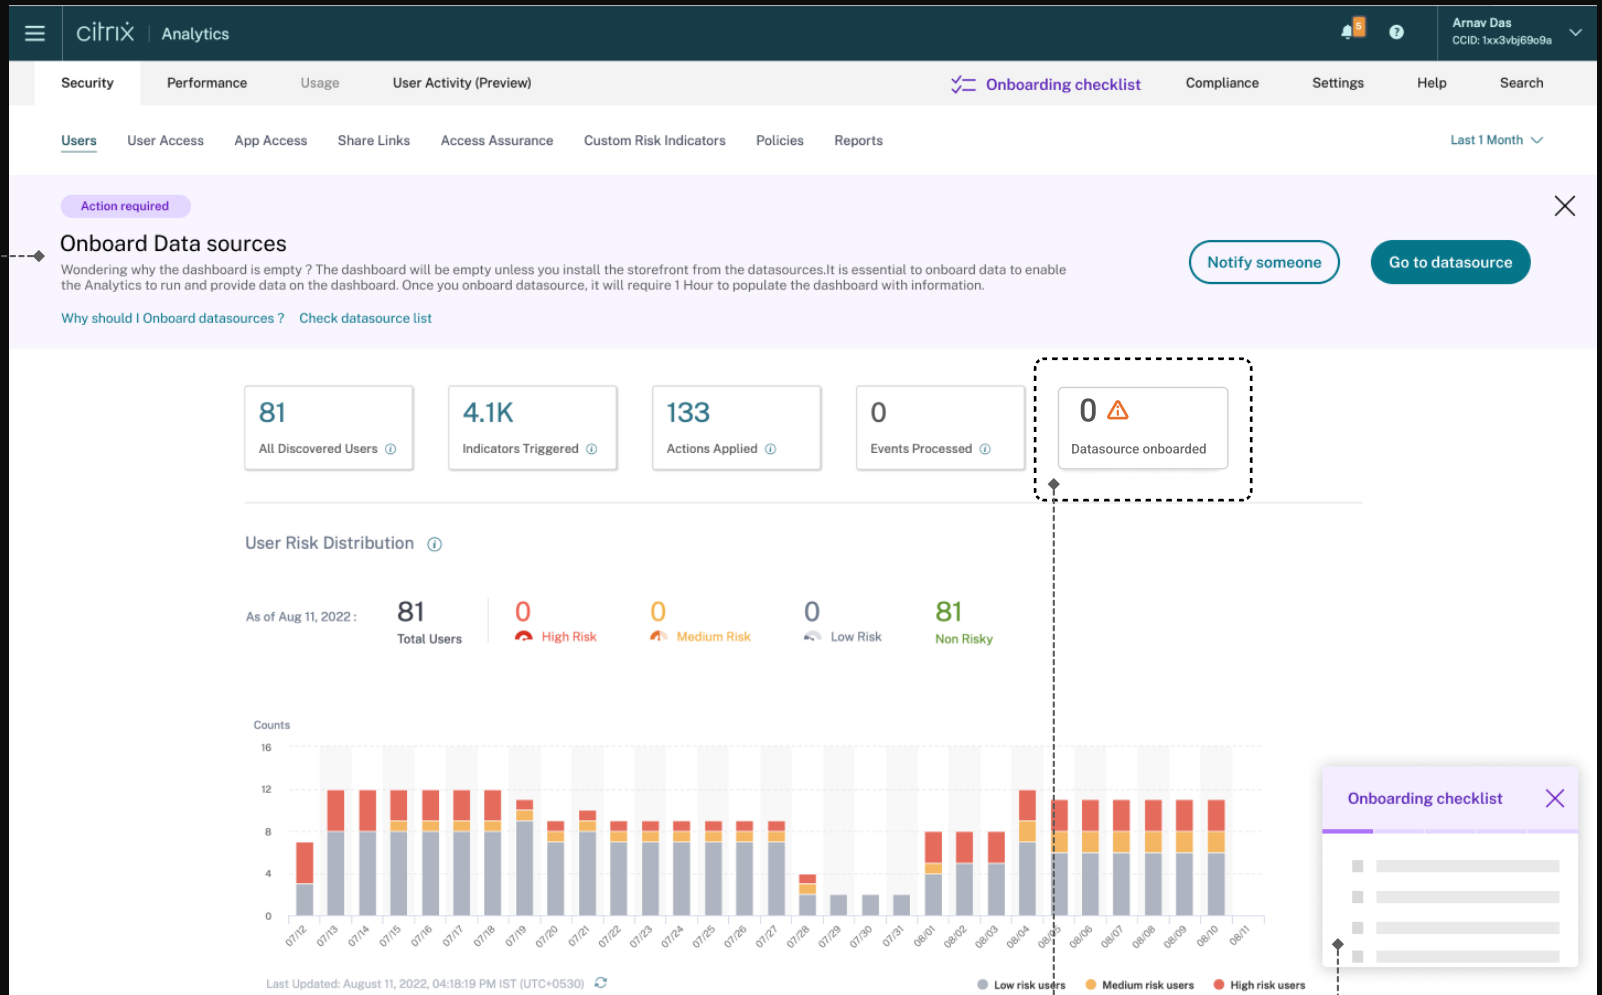 citrix Analytics 5 ? Arnav Das
CCID: 1xx3vbj69o9a
Security Performance Usage User Activity (Preview) Onboarding checklist Compliance Settings Help Search
Users User Access App Access Share Links Access Assurance Custom Risk Indicators Policies Reports Last 1 Month
Action required
Onboard Data sources
Wondering why the dashboard is empty ? The dashboard will be empty unless you install the storefront from the datasources.It is essential to onboard data to enable
the Analytics to run and provide data on the dashboard. Once you onboard datasource, it will require 1 Hour to populate the dashboard with information.
Notify someone Go to datasource
Why should I Onboard datasources ? Check datasource list
81 4.1K 133 0 0
All Discovered Users Indicators Triggered Actions Applied Events Processed Datasource onboarded
User Risk Distribution
As of Aug 11, 2022 : 81 0 0 0 81
Total Users High Risk Medium Risk Low Risk Non Risky
Counts
16
12
8
4
0
07/12 07/13 07/14 07/15 07/16 07/17 07/18 07/19 07/20 07/21 07/22 07/23 07/24 07/25 07/26 07/27 07/28 07/29 07/30 07/31 08/01 08/02 08/03 08/04 08/05 08/06 08/07 08/08 08/09 08/10 08/11
Last Updated: August 11, 2022, 04:18:19 PM IST (UTC+0530)
Low risk users Medium risk users High risk users
Onboarding checklist